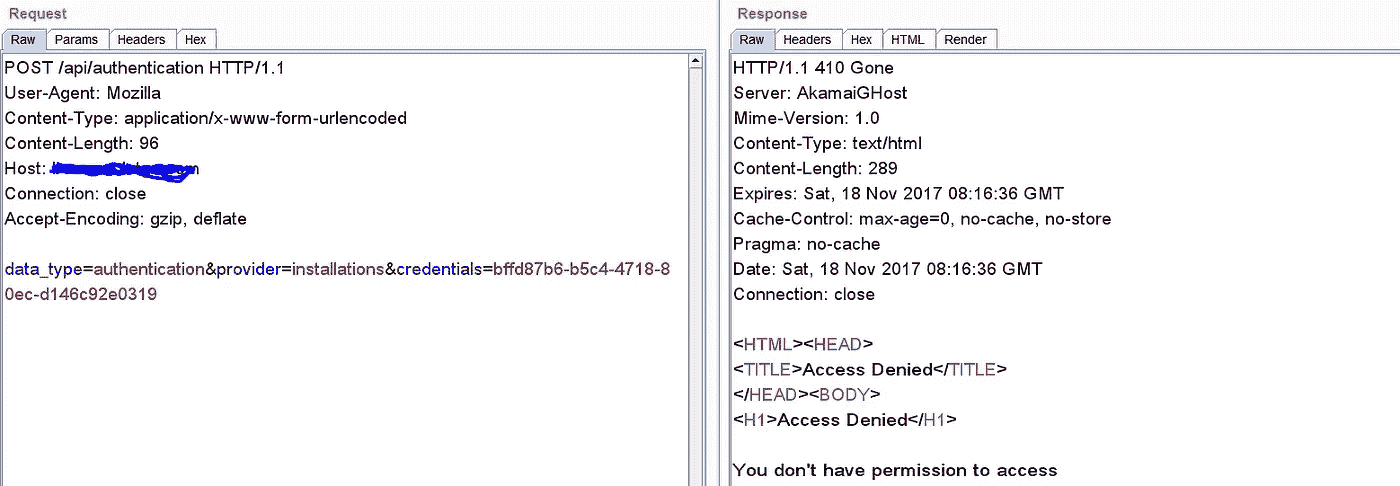 Request
Raw Params Headers Hex
POST /api/authentication HTTP/1.1
User-Agent: Mozilla
Content-Type: application/x-www-form-urlencoded
Content-Length: 96
Host:
Connection: close
Accept-Encoding: gzip, deflate
data_type=authentication&provider=installations&credentials=bffd87b6-b5c4-4718-8
0ec-d146c92e0319
Response
Raw Headers Hex HTML Render
HTTP/1.1 410 Gone
Server: AkamaiGHost
Mime-Version: 1.0
Content-Type: text/html
Content-Length: 289
Expires: Sat, 18 Nov 2017 08:16:36 GMT
Cache-Control: max-age=0, no-cache, no-store
Pragma: no-cache
Date: Sat, 18 Nov 2017 08:16:36 GMT
Connection: close
<HTML><HEAD>
<TITLE>Access Denied</TITLE>
</HEAD><BODY>
<H1>Access Denied</H1>
You don't have permission to access